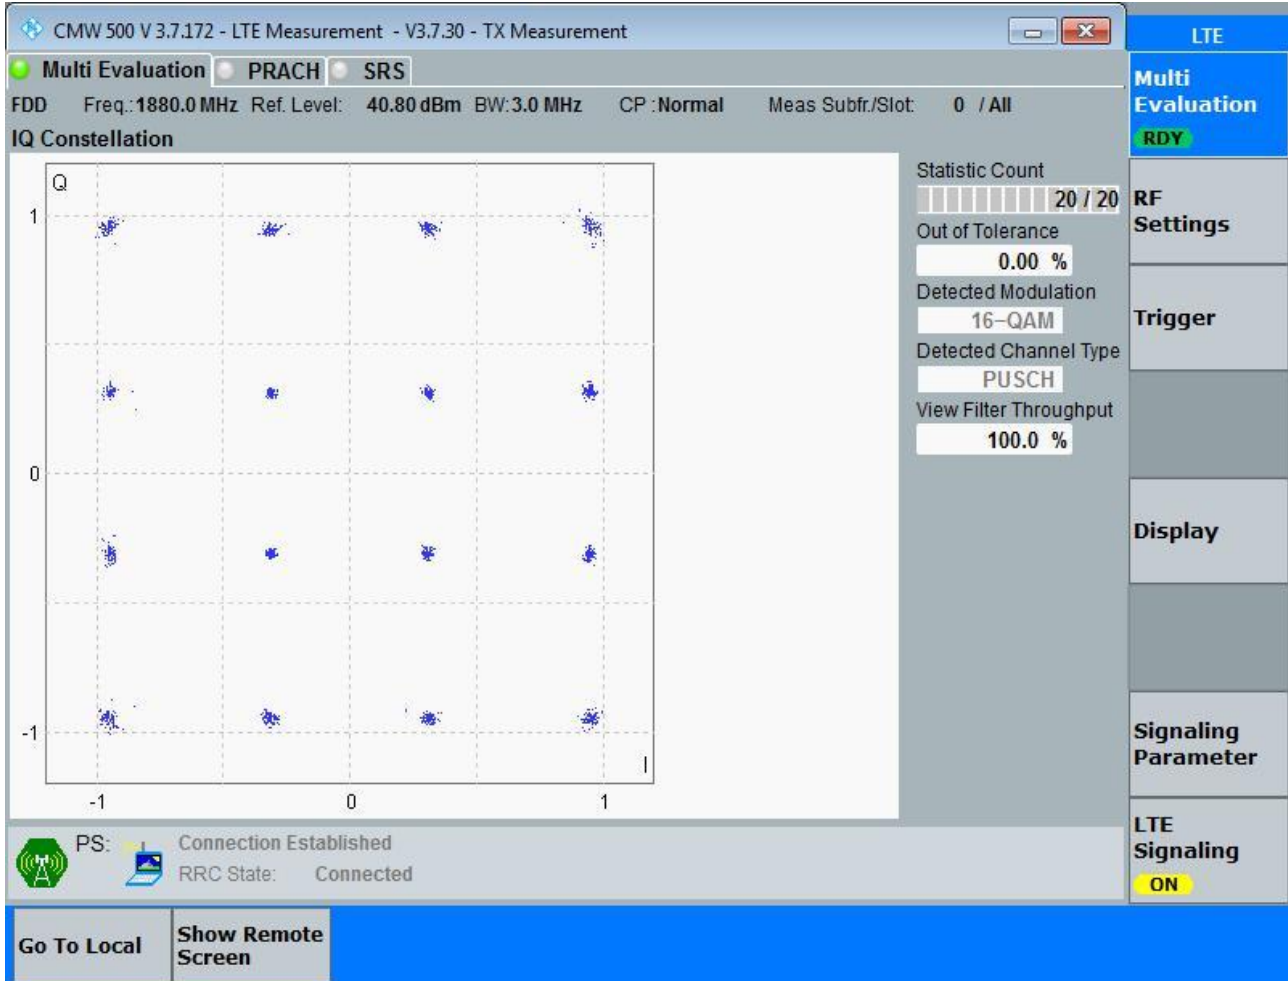 CMW 500 V 3.7.172 - LTE Measurement - V3.7.30 - TX Measurement
Multi Evaluation PRACH SRS
FDD Freq.: 1880.0 MHz Ref. Level: 40.80 dBm BW: 3.0 MHz CP : Normal Meas Subfr./Slot: 0 / All
IQ Constellation
Q
1
0
-1
I
-1 0 1
Statistic Count
20 / 20
Out of Tolerance
0.00 %
Detected Modulation
16-QAM
Detected Channel Type
PUSCH
View Filter Throughput
100.0 %
PS: Connection Established
RRC State: Connected
LTE
Multi
Evaluation
RDY
RF
Settings
Trigger
Display
Signaling
Parameter
LTE
Signaling
ON
Go To Local
Show Remote
Screen